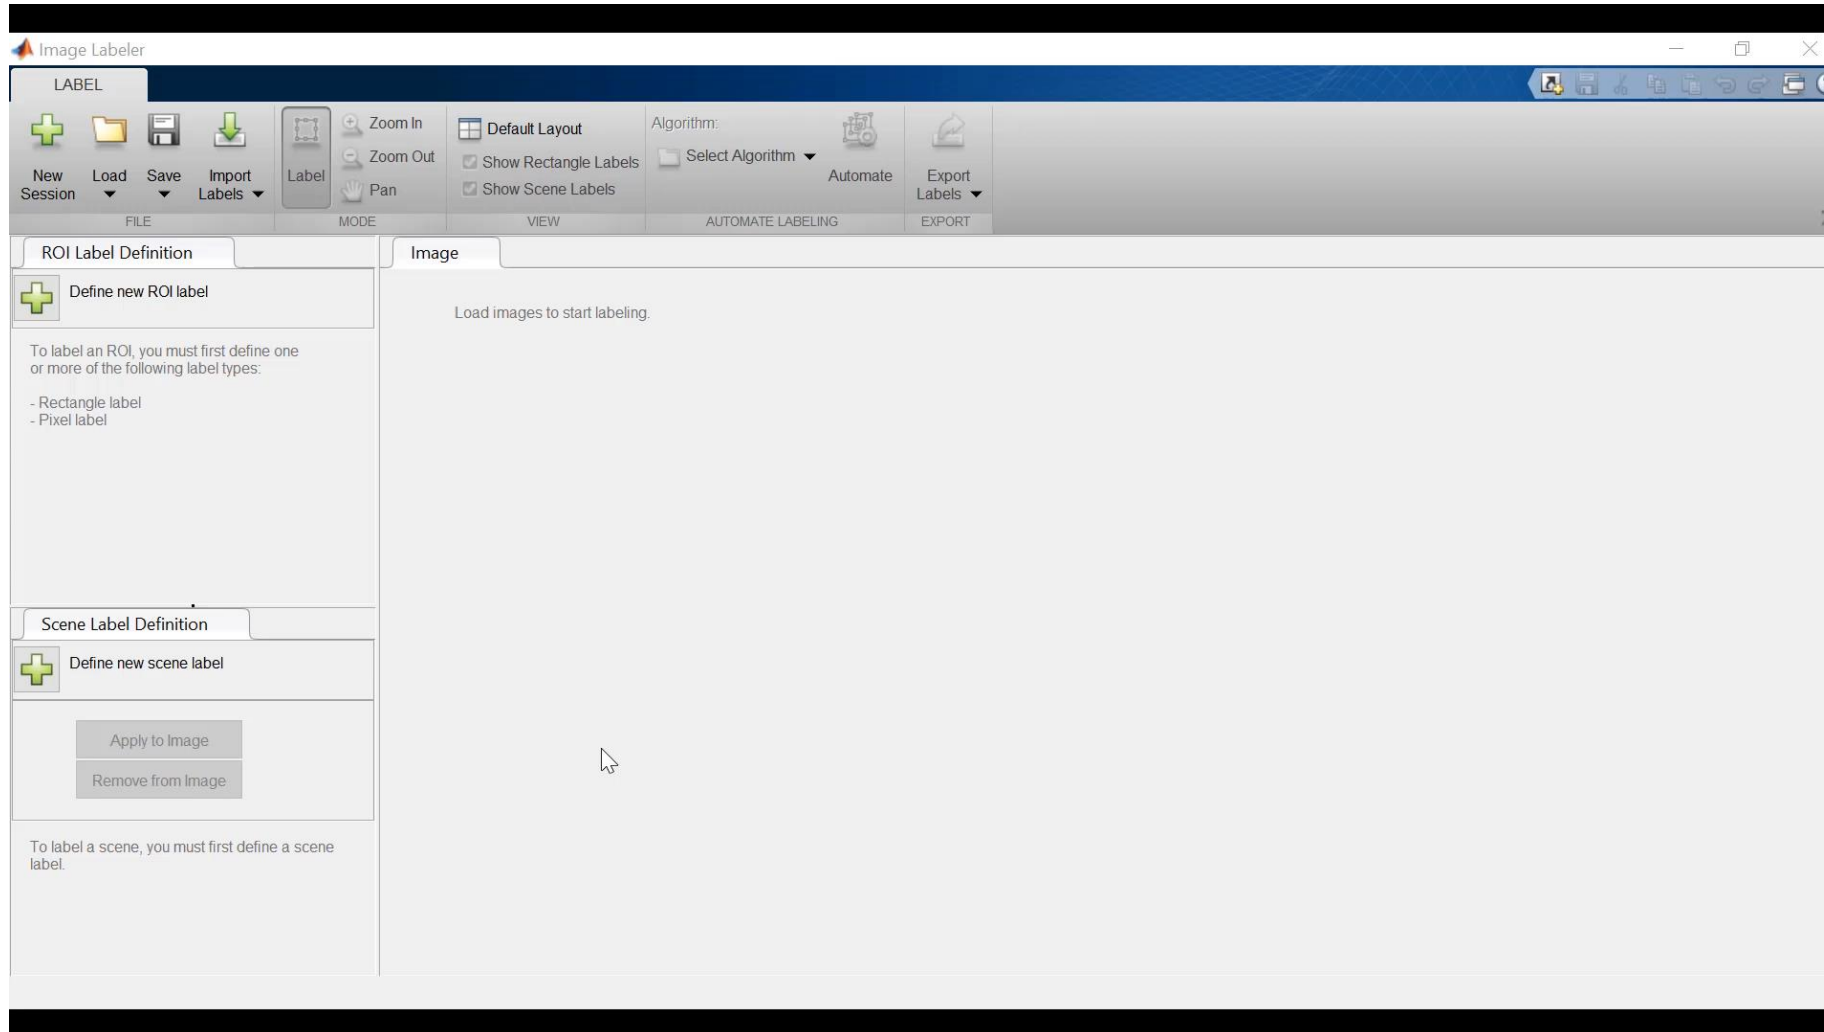 Image Labeler
LABEL
New Session
Load
Save
Import Labels
Label
Zoom In
Zoom Out
Pan
Default Layout
Show Rectangle Labels
Show Scene Labels
Algorithm:
Select Algorithm
Automate
Export Labels
FILE
MODE
VIEW
AUTOMATE LABELING
EXPORT
ROI Label Definition
Define new ROI label
To label an ROI, you must first define one
or more of the following label types:
- Rectangle label
- Pixel label
Image
Load images to start labeling.
Scene Label Definition
Define new scene label
Apply to Image
Remove from Image
To label a scene, you must first define a scene
label.